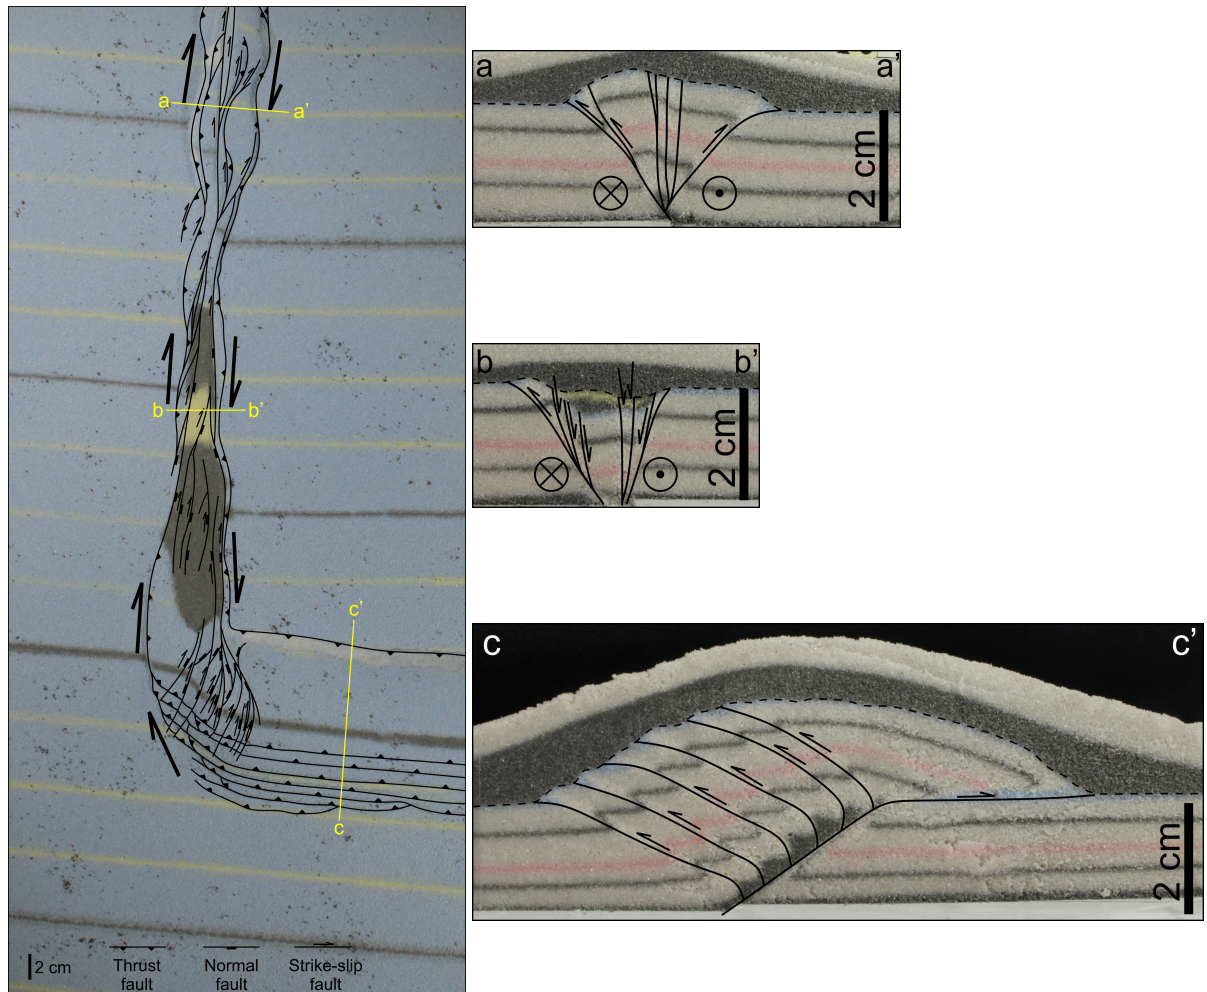 a
a'
b
b'
c'
c
2 cm
Thrust
fault
Normal
fault
Strike-slip
fault
a
a'
2 cm
b
b'
2 cm
c
c'
2 cm